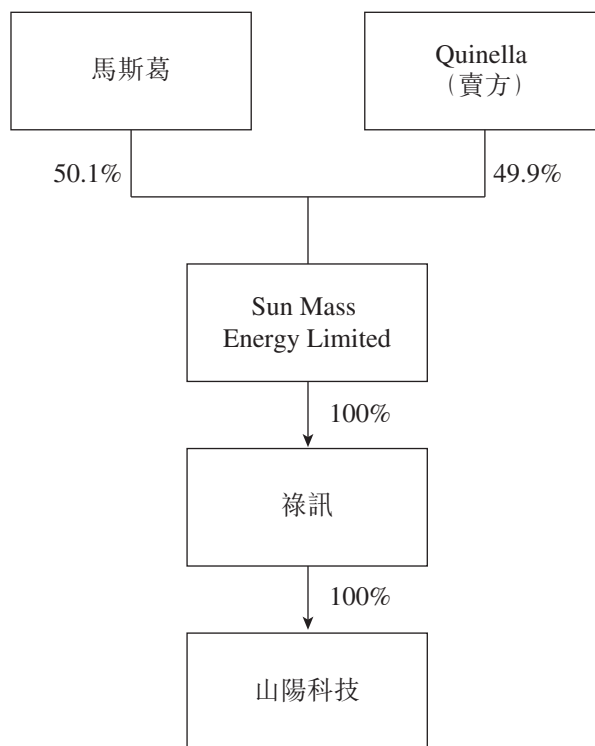 馬斯葛
Quinella
（賣方）
50.1%
49.9%
Sun Mass
Energy Limited
100%
祿訊
100%
山陽科技